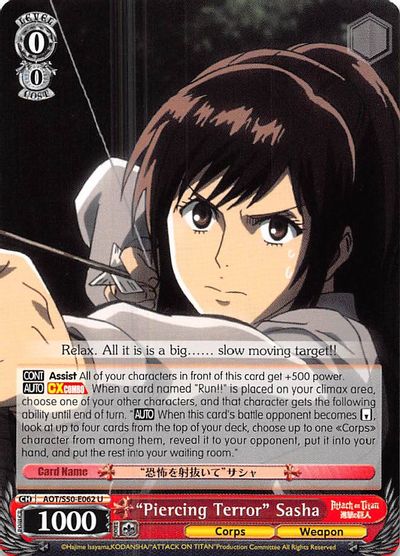 LEVEL
0
0
COST
Relax. All it is is a big...... slow moving target!!
CONT Assist All of your characters in front of this card get +500 power.
AUTO CXCOMBO When a card named "Run!!" is placed on your climax area,
choose one of your other characters, and that character gets the following
ability until end of turn. "AUTO When this card's battle opponent becomes,
look at up to four cards from the top of your deck, choose up to one «Corps»
character from among them, reveal it to your opponent, put it into your
hand, and put the rest into your waiting room."
Card Name "恐怖を射抜いて"サシャ
CH AOT/S50-E062 U
POWER
1000
"Piercing Terror" Sasha
Attack on Titan
進撃の巨人
Corps Weapon
©Hajime Isayama,KODANSHA/"ATTACK ON TITAN"Production Committee. All Rights Reserved.